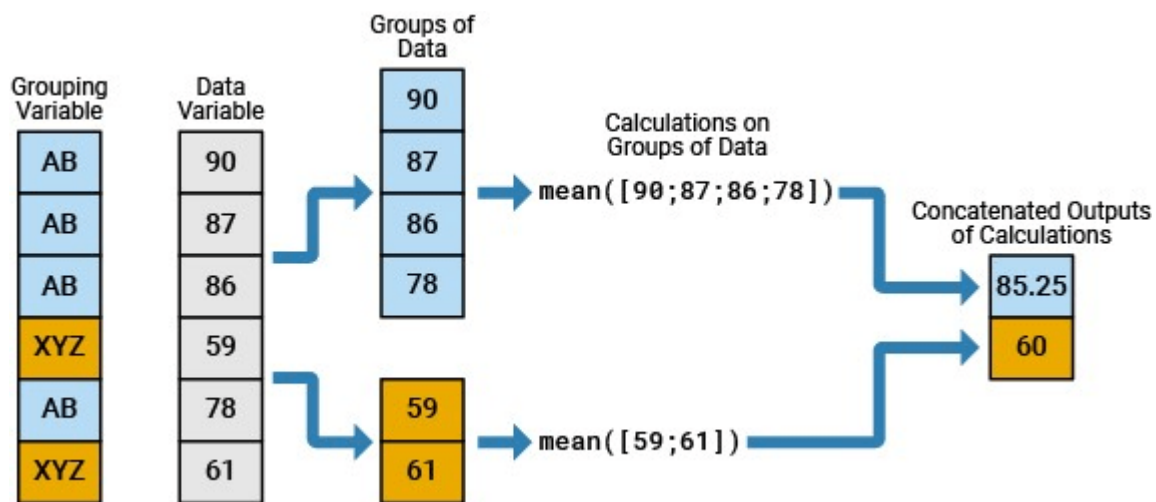 Grouping
Variable
AB
AB
AB
XYZ
AB
XYZ
Data
Variable
90
87
86
59
78
61
Groups of
Data
90
87
86
78
59
61
Calculations on
Groups of Data
mean([90;87;86;78])
mean([59;61])
Concatenated Outputs
of Calculations
85.25
60